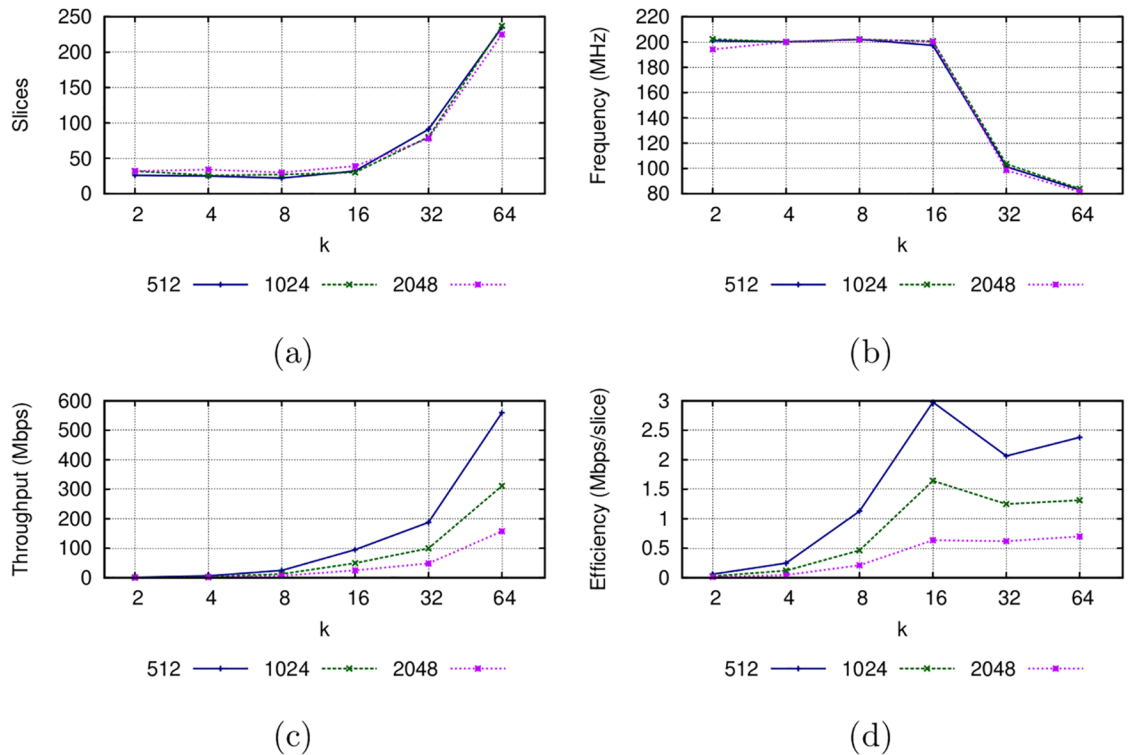 Slices
250
200
150
100
50
0
2 4 8 16 32 64
k
512 1024 2048
(a)
Frequency (MHz)
220
200
180
160
140
120
100
80
2 4 8 16 32 64
k
512 1024 2048
(b)
Throughput (Mbps)
600
500
400
300
200
100
0
2 4 8 16 32 64
k
512 1024 2048
(c)
Efficiency (Mbps/slice)
3
2.5
2
1.5
1
0.5
0
2 4 8 16 32 64
k
512 1024 2048
(d)